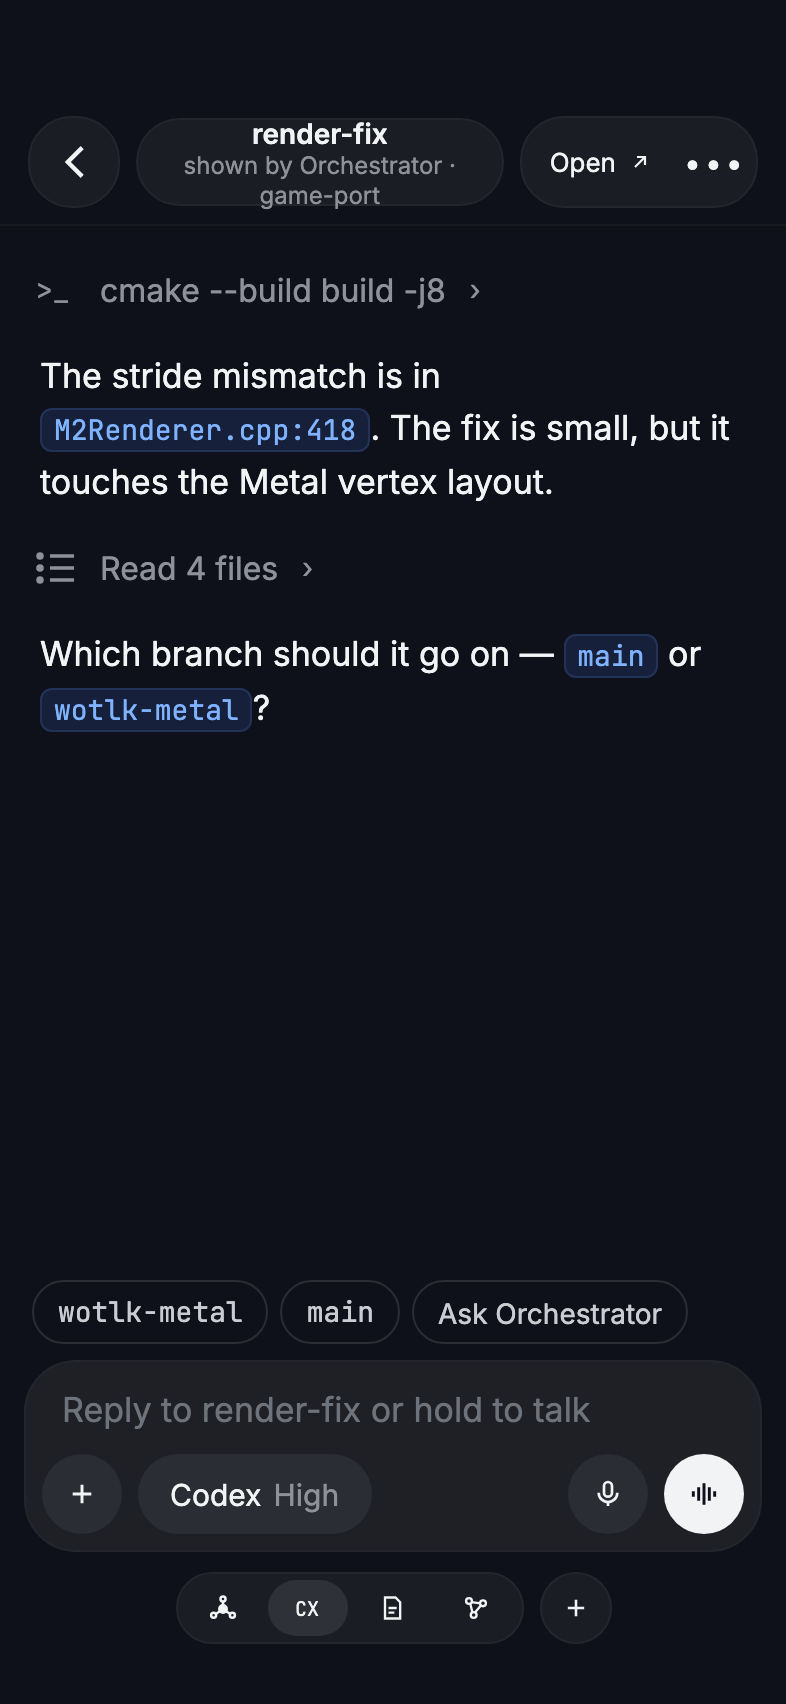 render-fix
shown by Orchestrator ·
game-port
Open ↗
>_ cmake --build build -j8 ›
The stride mismatch is in
M2Renderer.cpp:418. The fix is small, but it
touches the Metal vertex layout.
Read 4 files ›
Which branch should it go on — main or
wotlk-metal?
wotlk-metal main Ask Orchestrator
Reply to render-fix or hold to talk
+ Codex High
CX +